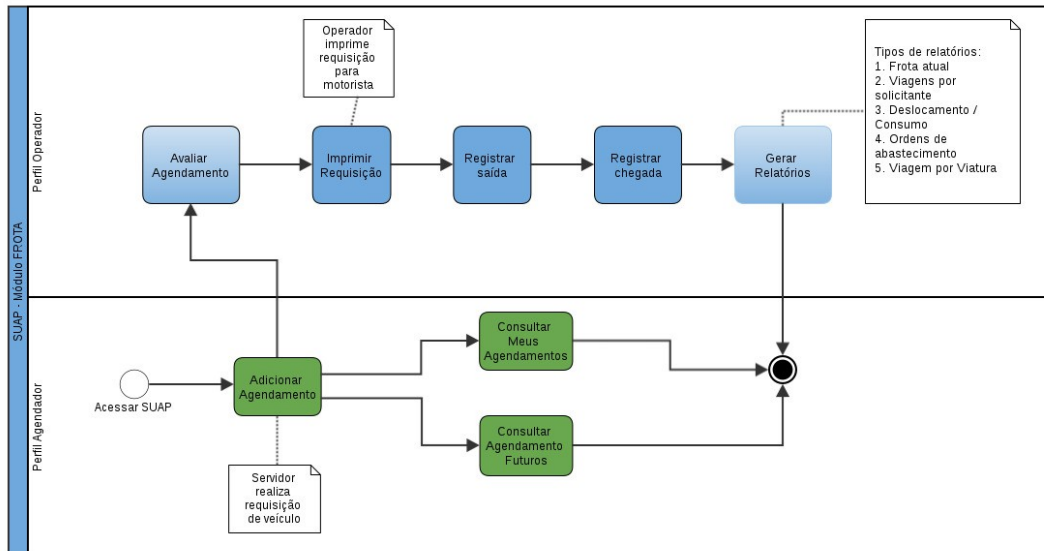 SUAP - Módulo FROTA
Perfil Operador
Operador
imprime
requisição
para
motorista
Tipos de relatórios:
1. Frota atual
2. Viagens por
solicitante
3. Deslocamento /
Consumo
4. Ordens de
abastecimento
5. Viagem por Viatura
Avaliar
Agendamento
Imprimir
Requisição
Registrar
saída
Registrar
chegada
Gerar
Relatórios
Perfil Agendador
Acessar SUAP
Adicionar
Agendamento
Consultar
Meus
Agendamentos
Consultar
Agendamento
Futuros
Servidor
realiza
requisição
de veículo